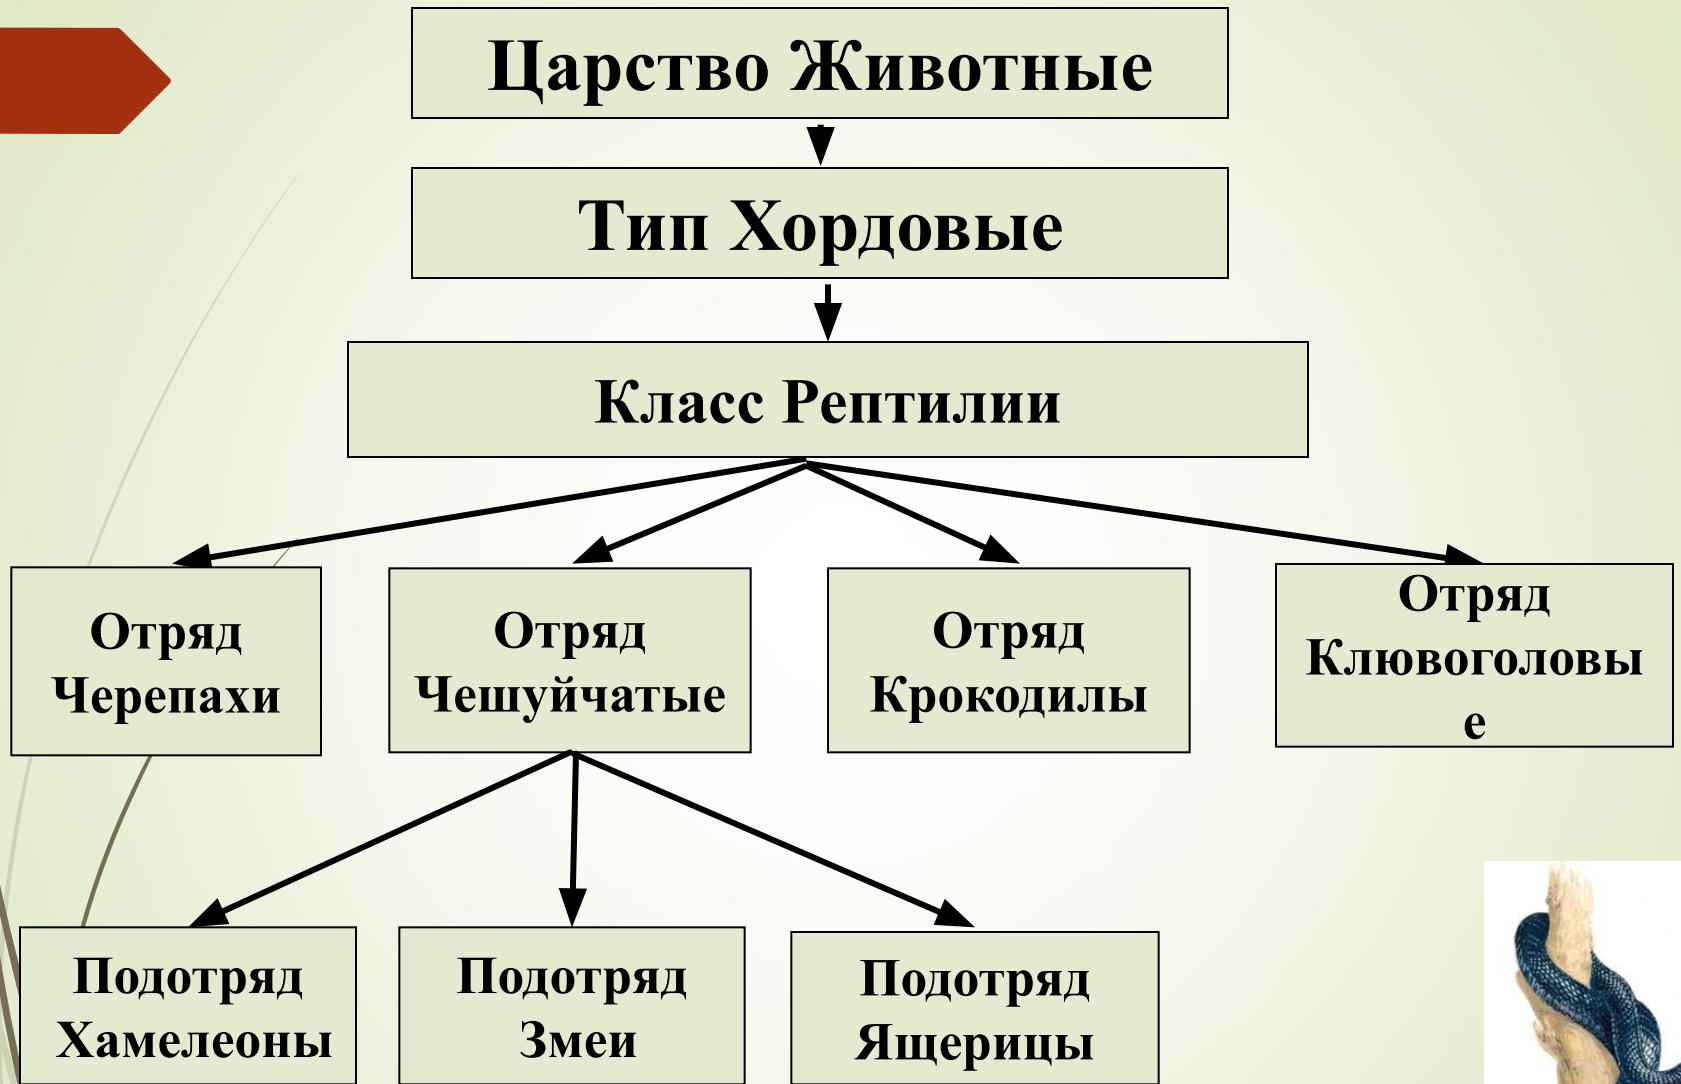 Царство Животные
Тип Хордовые
Класс Рептилии
Отряд
Черепахи
Отряд
Чешуйчатые
Отряд
Крокодилы
Отряд
Клювоголовы
е
Подотряд
Хамелеоны
Подотряд
Змеи
Подотряд
Ящерицы